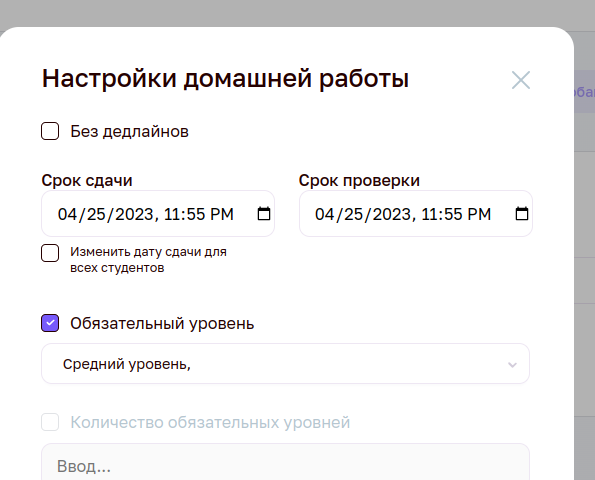 Настройки домашней работы
Без дедлайнов
Срок сдачи
Срок проверки
04/25/2023, 11:55 PM
04/25/2023, 11:55 PM
Изменить дату сдачи для
всех студентов
Обязательный уровень
Средний уровень,
Количество обязательных уровней
Ввод...